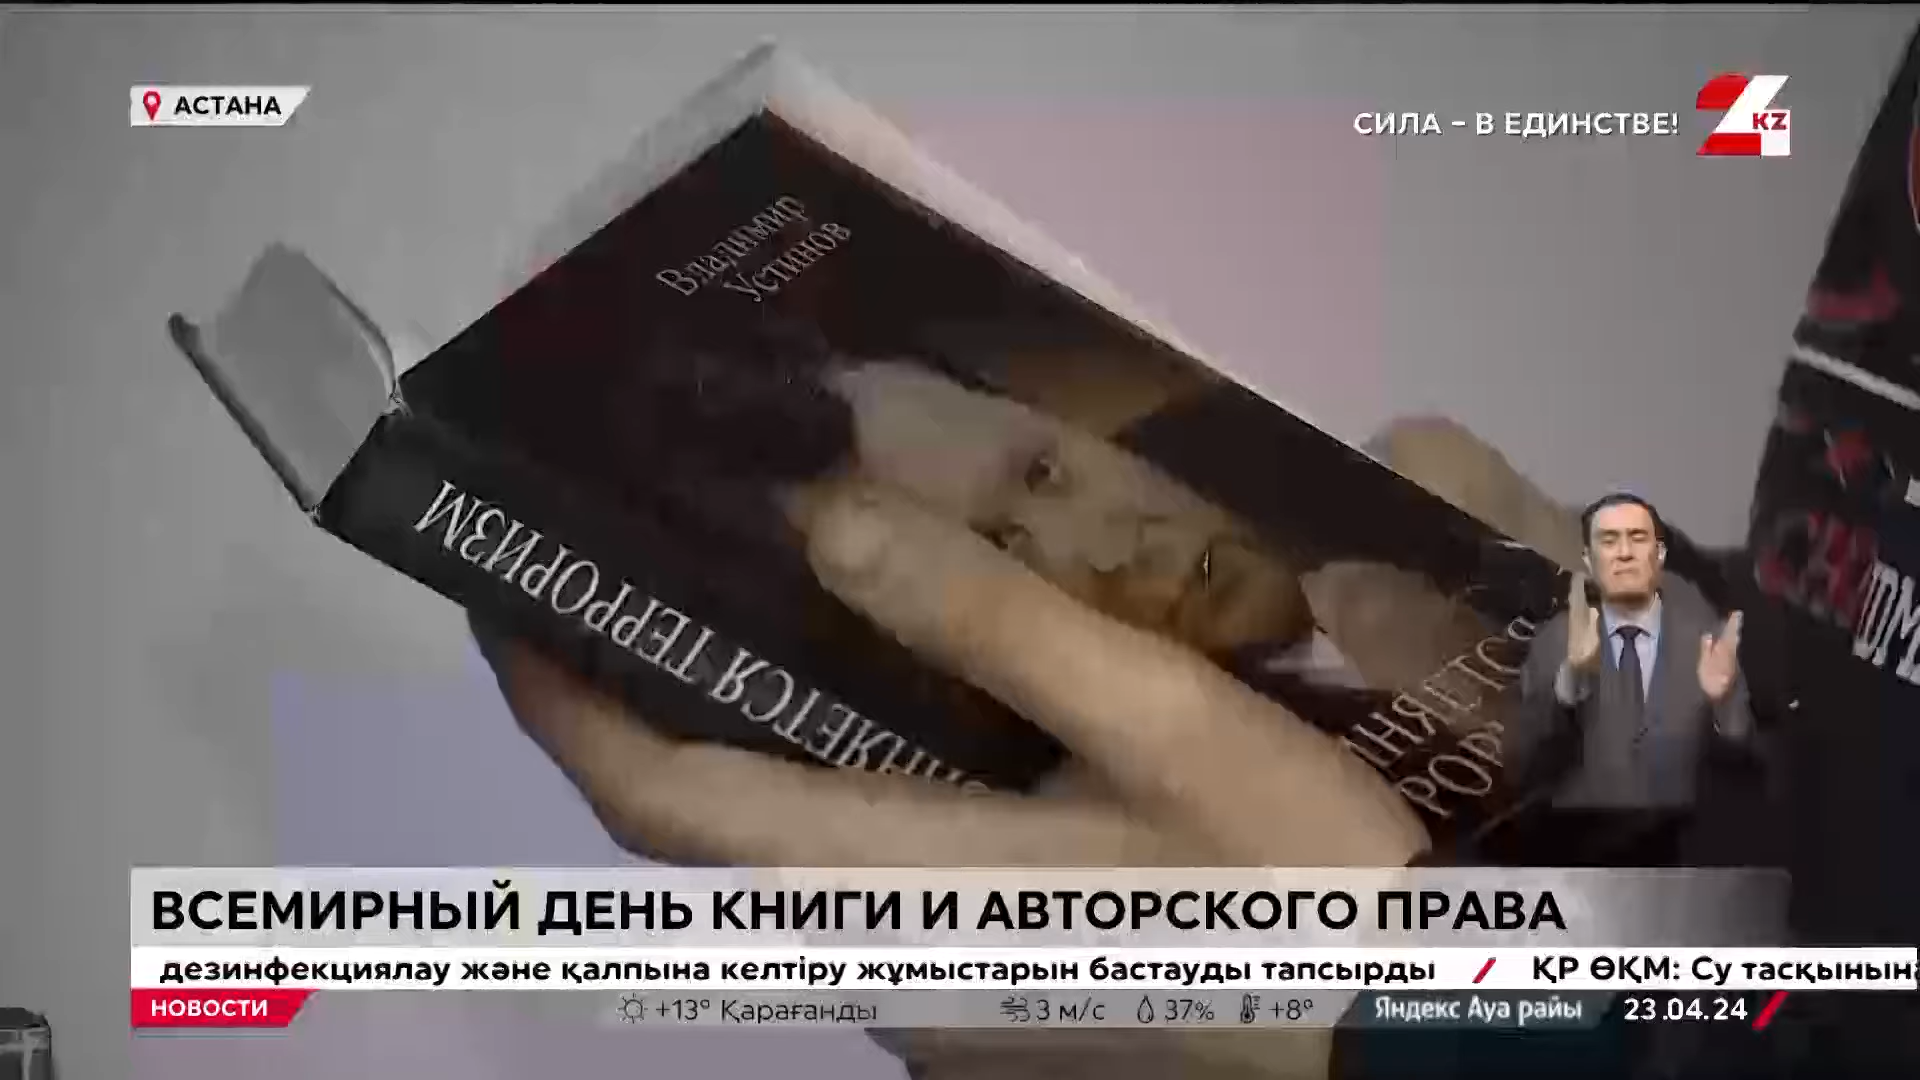 АСТАНА
СИЛА – В ЕДИНСТВЕ!
24 KZ
Владимир
Устинов
ТЕРРОРИЗМ
ВСЕМИРНЫЙ ДЕНЬ КНИГИ И АВТОРСКОГО ПРАВА
дезинфекциялау және қалпына келтіру жұмыстарын бастауды тапсырды / ҚР ӨҚМ: Су тасқынына
НОВОСТИ
+13° Қарағанды 3 м/с 37% +8° Яндекс Ауа райы 23.04.24